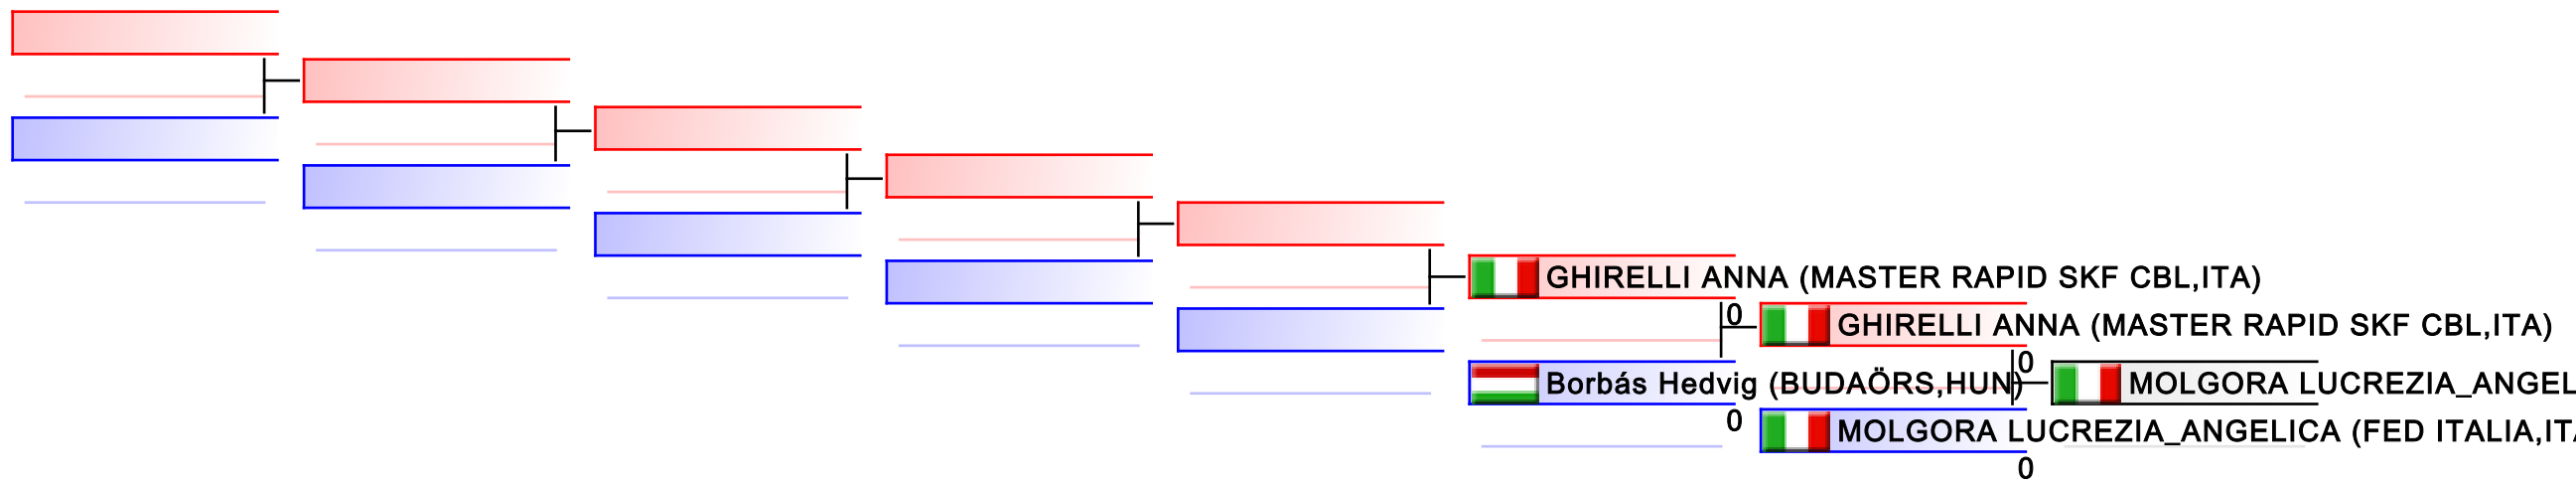 GHIRELLI ANNA (MASTER RAPID SKF CBL,ITA)
0
GHIRELLI ANNA (MASTER RAPID SKF CBL,ITA)
0
Borbás Hedvig (BUDAÖRS,HUN)
MOLGORA LUCREZIA_ANGEL
0
MOLGORA LUCREZIA_ANGELICA (FED ITALIA,ITA
0